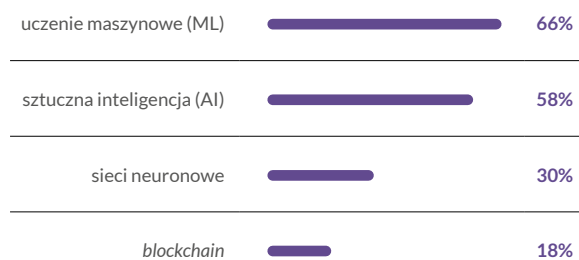 uczenie maszynowe (ML) 66%
sztuczna inteligencja (AI) 58%
sieci neuronowe 30%
blockchain 18%